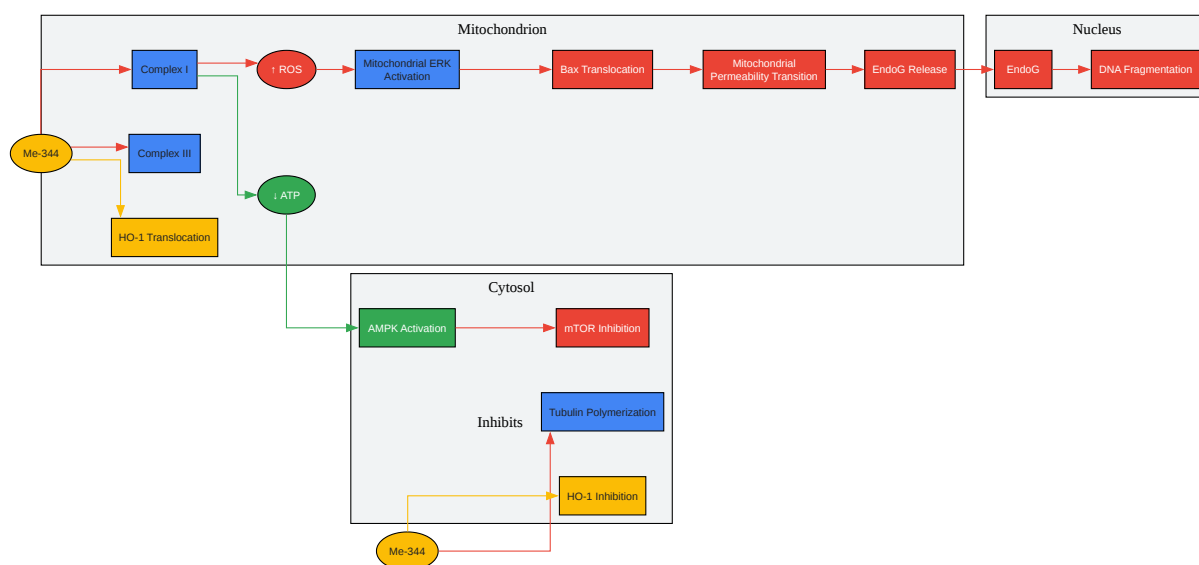 Mitochondrion
Nucleus
Complex I
↑ ROS
Mitochondrial ERK
Activation
Bax Translocation
Mitochondrial
Permeability Transition
EndoG Release
EndoG
DNA Fragmentation
Me-344
Complex III
↓ ATP
HO-1 Translocation
Cytosol
AMPK Activation
mTOR Inhibition
Tubulin Polymerization
Inhibits
HO-1 Inhibition
Me-344